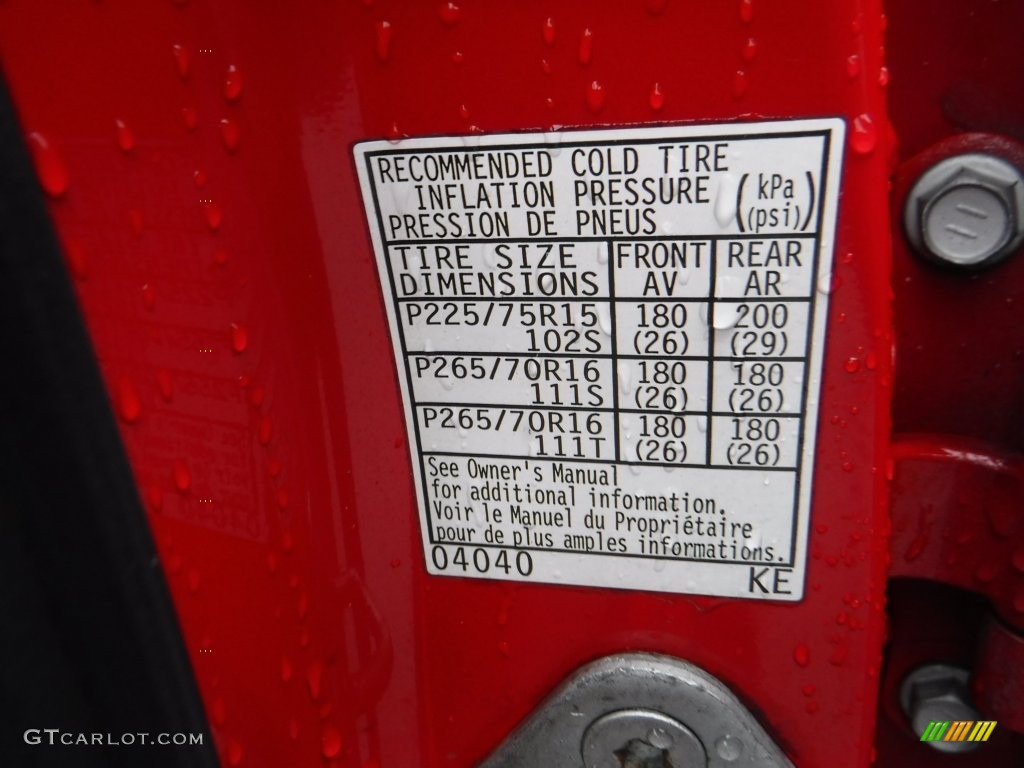 RECOMMENDED COLD TIRE
INFLATION PRESSURE (kPa
PRESSION DE PNEUS (psi))
TIRE SIZE FRONT REAR
DIMENSIONS AV AR
P225/75R15 180 200
102S (26) (29)
P265/70R16 180 180
111S (26) (26)
P265/70R16 180 180
111T (26) (26)
See Owner's Manual
for additional information.
Voir le Manuel du Propriétaire
pour de plus amples informations.
04040 KE
GTCARLOT.COM